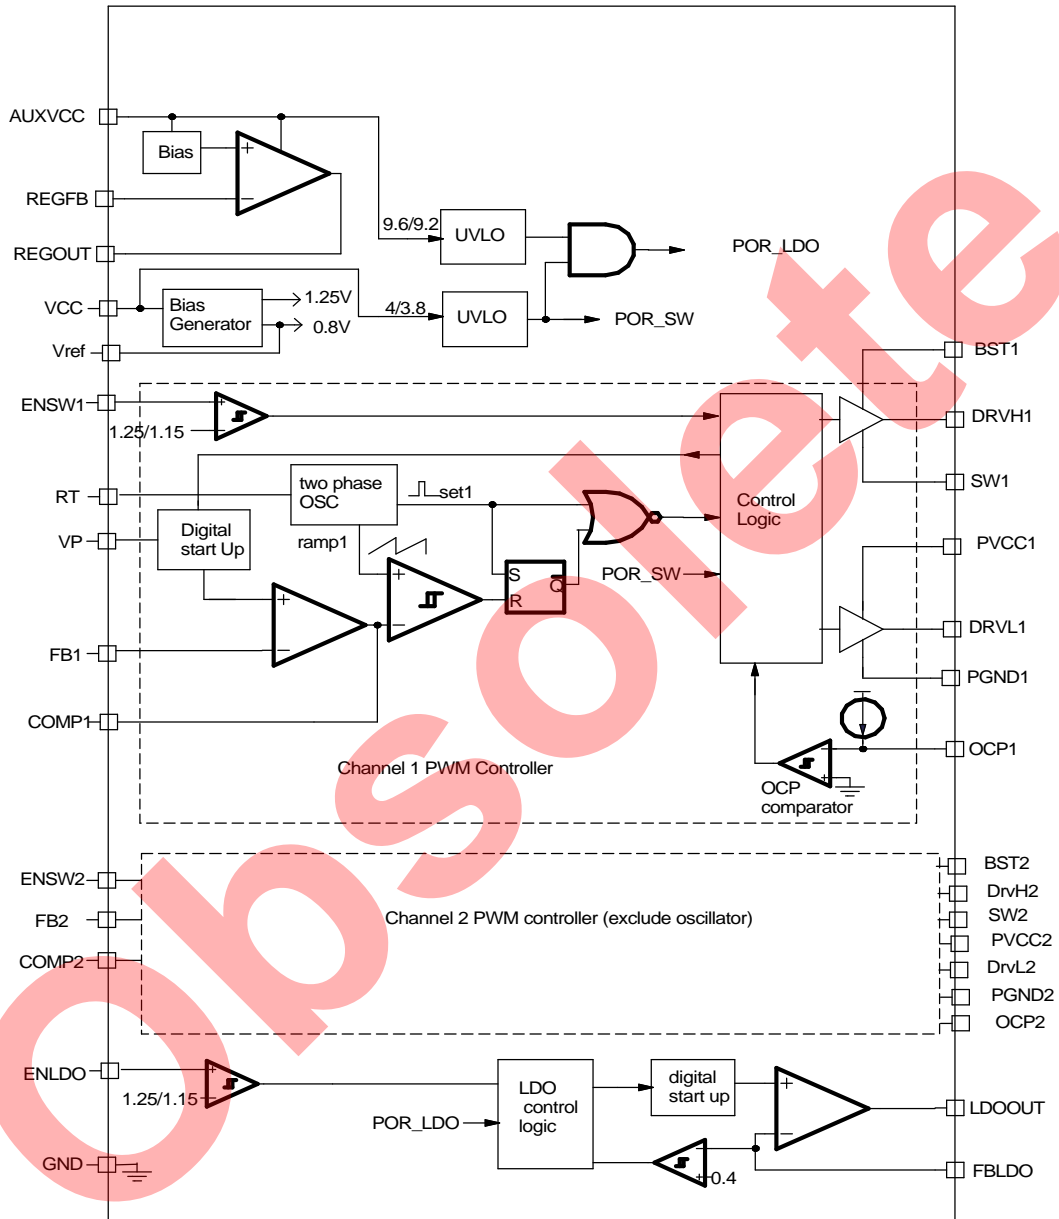 AUXVCC
Bias
+
−
REGFB
REGOUT
9.6/9.2
UVLO
POR_LDO
VCC
Bias
Generator
1.25V
0.8V
4/3.8
UVLO
POR_SW
Vref
BST1
ENSW1
+
1.25/1.15
−
DRVH1
RT
two phase
OSC
set1
SW1
Control
Logic
VP
Digital
start Up
ramp1
PVCC1
+
S
Q
R
POR_SW
+
−
−
FB1
DRVL1
PGND1
COMP1
OCP1
−
+
Channel 1 PWM Controller
OCP
comparator
ENSW2
FB2
COMP2
Channel 2 PWM controller (exclude oscillator)
BST2
DrvH2
SW2
PVCC2
DrvL2
PGND2
OCP2
ENLDO
+
1.25/1.15
−
LDO
control
logic
POR_LDO
digital
start up
+
−
LDOOUT
−
+
0.4
FBLDO
GND
Obsolete